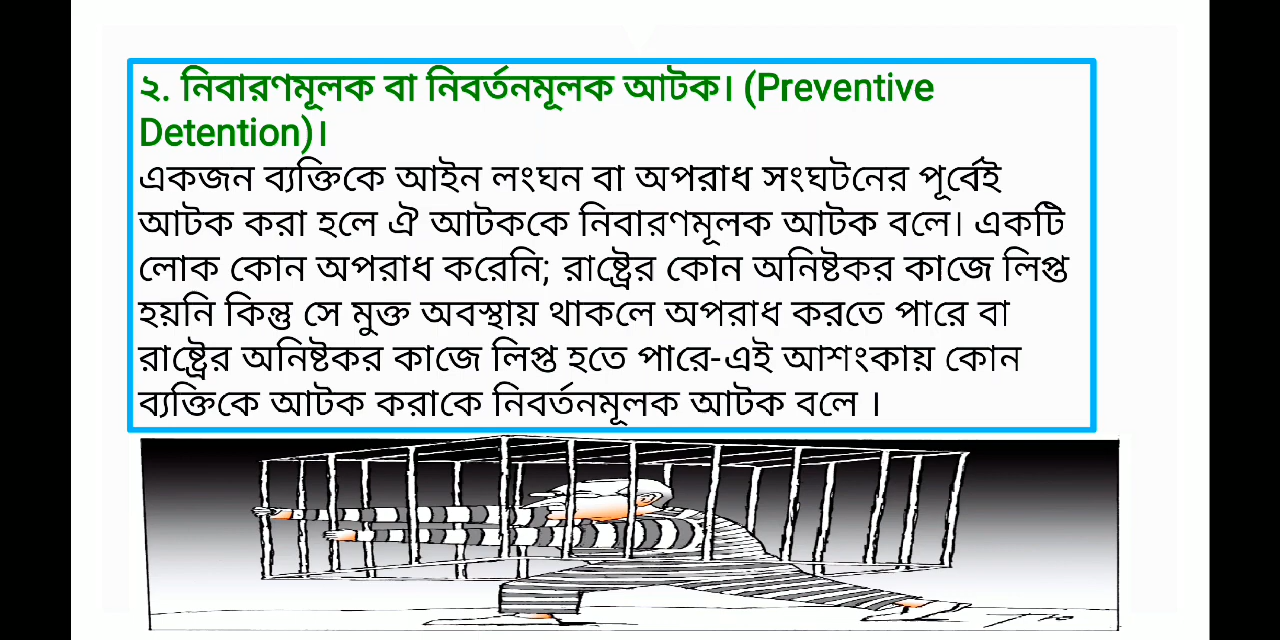 ২. নিবারণমূলক বা নিবর্তনমূলক আটক। (Preventive
Detention)।
একজন ব্যক্তিকে আইন লংঘন বা অপরাধ সংঘটনের পূর্বেই
আটক করা হলে ঐ আটককে নিবারণমূলক আটক বলে। একটি
লোক কোন অপরাধ করেনি; রাষ্ট্রের কোন অনিষ্টকর কাজে লিপ্ত
হয়নি কিন্তু সে মুক্ত অবস্থায় থাকলে অপরাধ করতে পারে বা
রাষ্ট্রের অনিষ্টকর কাজে লিপ্ত হতে পারে-এই আশংকায় কোন
ব্যক্তিকে আটক করাকে নিবর্তনমূলক আটক বলে ।